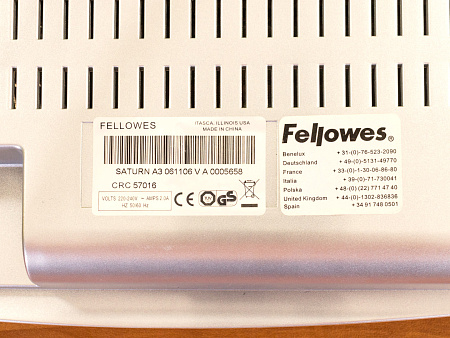 FELLOWES
ITASCA, ILLINOIS USA
MADE IN CHINA
SATURN A3 061106 V A 0005658
CRC 57016
VOLTS 220-240V ~ AMPS 2.0A
HZ 50/60 HZ
CE
GS
Fellowes®
Benelux + 31-(0)-76-523-2090
Deutschland + 49-(0)-5131-49770
France + 33-(0)-1-30-06-86-80
Italia + 39-(0)-71-730041
Polska + 48-(0) (22) 771 47 40
United Kingdom + 44-(0)-1302-836836
Spain + 34 91 748 0501